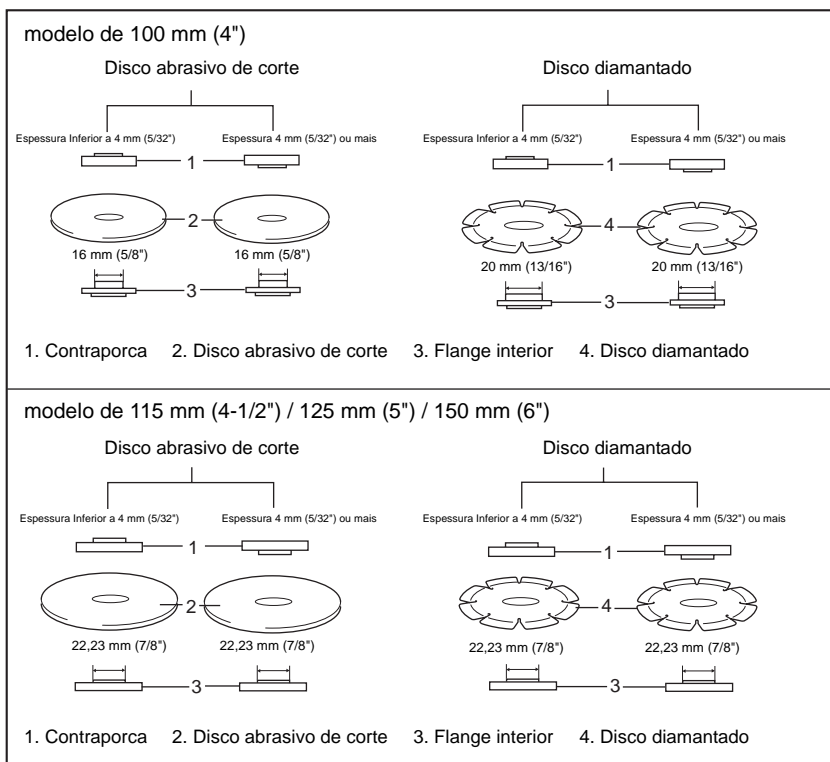 modelo de 100 mm (4")
Disco abrasivo de corte
Disco diamantado
Espessura Inferior a 4 mm (5/32")
Espessura 4 mm (5/32") ou mais
Espessura Inferior a 4 mm (5/32")
Espessura 4 mm (5/32") ou mais
1
1
2
4
16 mm (5/8")
16 mm (5/8")
20 mm (13/16")
20 mm (13/16")
3
3
1. Contraporca 2. Disco abrasivo de corte 3. Flange interior 4. Disco diamantado
modelo de 115 mm (4-1/2") / 125 mm (5") / 150 mm (6")
Disco abrasivo de corte
Disco diamantado
Espessura Inferior a 4 mm (5/32")
Espessura 4 mm (5/32") ou mais
Espessura Inferior a 4 mm (5/32")
Espessura 4 mm (5/32") ou mais
1
1
2
4
22,23 mm (7/8")
22,23 mm (7/8")
22,23 mm (7/8")
22,23 mm (7/8")
3
3
1. Contraporca 2. Disco abrasivo de corte 3. Flange interior 4. Disco diamantado